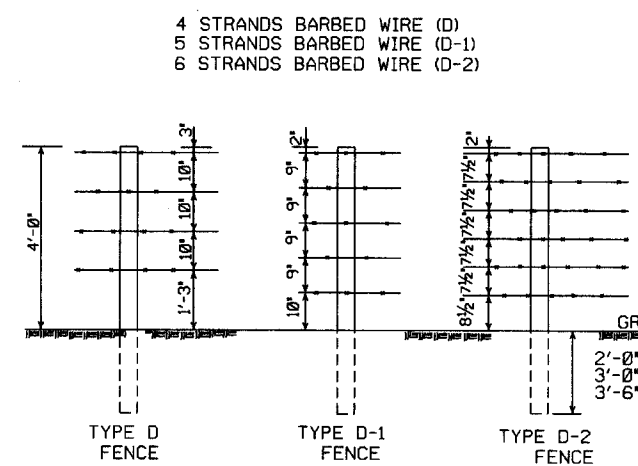 4 STRANDS BARBED WIRE (D)
5 STRANDS BARBED WIRE (D-1)
6 STRANDS BARBED WIRE (D-2)
4'-0"
3"
10"
10"
10"
1'-3"
2"
9"
9"
9"
9"
10"
2"
7½"
7½"
7½"
7½"
7½"
8½"
GR
2'-0"
3'-0"
3'-6"
TYPE D
FENCE
TYPE D-1
FENCE
TYPE D-2
FENCE